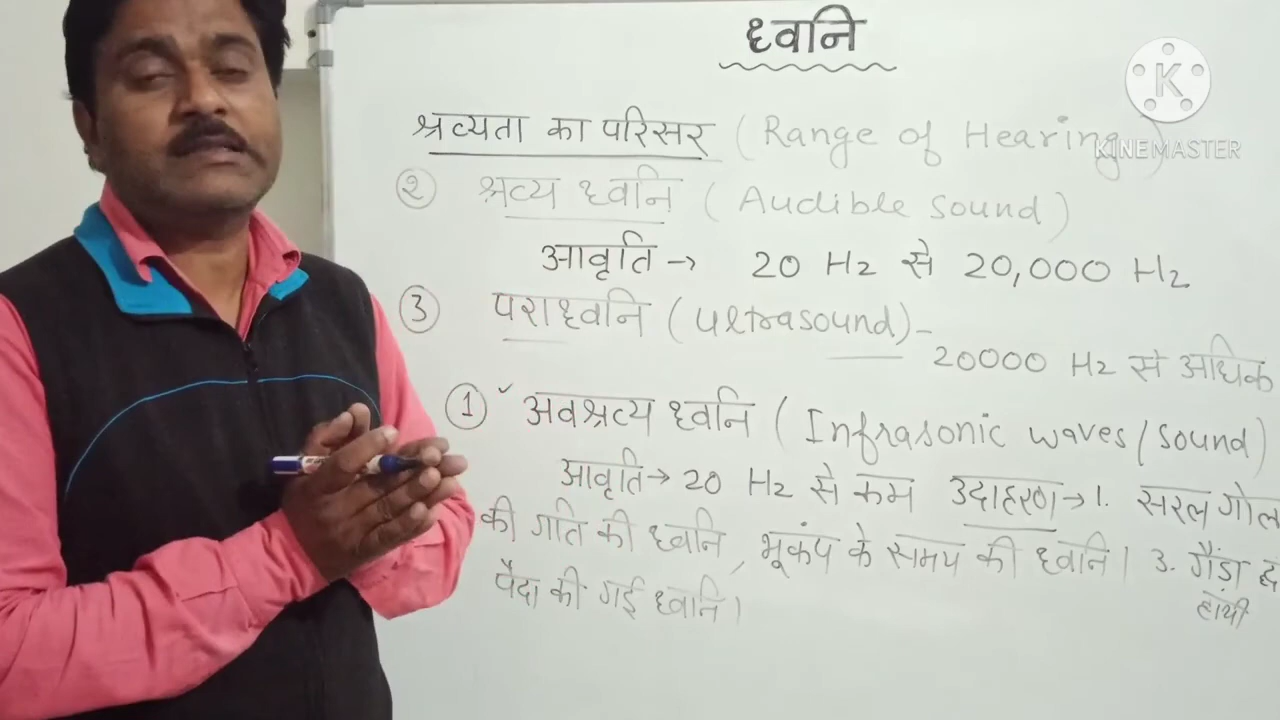 ध्वनि
श्रव्यता का परिसर (Range of Hearing)
② श्रव्य ध्वनि (Audible sound)
आवृति → 20 Hz से 20,000 Hz
③ पराध्वनि (Ultrasound)-
20000 Hz से अधिक
① ✓ अवश्रव्य ध्वनि (Infrasonic waves/sound)
आवृति → 20 Hz से कम उदाहरण → 1. सरल गोल
की गति की ध्वनि, भूकंप के समय की ध्वनि। 3. गैंडा द्व
हाथी
पैदा की गई ध्वनि।
K
KINEMASTER